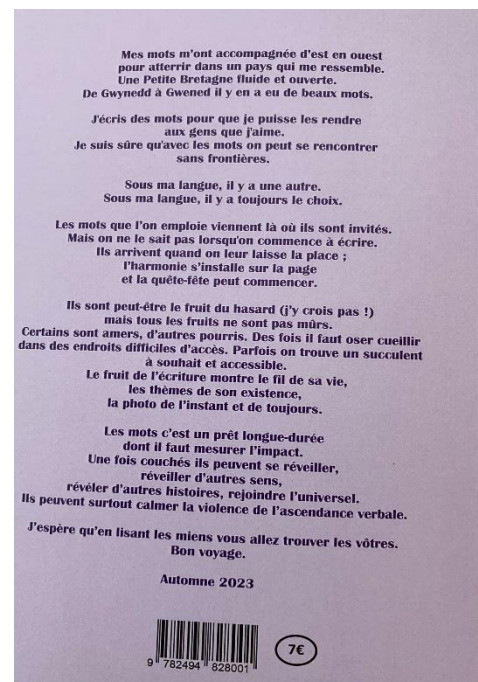 Mes mots m'ont accompagnée d'est en ouest
pour atterrir dans un pays qui me ressemble.
Une Petite Bretagne fluide et ouverte.
De Gwynedd à Gwened il y en a eu de beaux mots.
J'écris des mots pour que je puisse les rendre
aux gens que j'aime.
Je suis sûre qu'avec les mots on peut se rencontrer
sans frontières.
Sous ma langue, il y a une autre.
Sous ma langue, il y a toujours le choix.
Les mots que l'on emploie viennent là où ils sont invités.
Mais on ne le sait pas lorsqu'on commence à écrire.
Ils arrivent quand on leur laisse la place ;
l'harmonie s'installe sur la page
et la quête-fête peut commencer.
Ils sont peut-être le fruit du hasard (j'y crois pas !)
mais tous les fruits ne sont pas mûrs.
Certains sont amers, d'autres pourris. Des fois il faut oser cueillir
dans des endroits difficiles d'accès. Parfois on trouve un succulent
à souhait et accessible.
Le fruit de l'écriture montre le fil de sa vie,
les thèmes de son existence,
la photo de l'instant et de toujours.
Les mots c'est un prêt longue-durée
dont il faut mesurer l'impact.
Une fois couchés ils peuvent se réveiller,
réveiller d'autres sens,
révéler d'autres histoires, rejoindre l'universel.
Ils peuvent surtout calmer la violence de l'ascendance verbale.
J'espère qu'en lisant les miens vous allez trouver les vôtres.
Bon voyage.
Automne 2023
7€
9 782494 828001